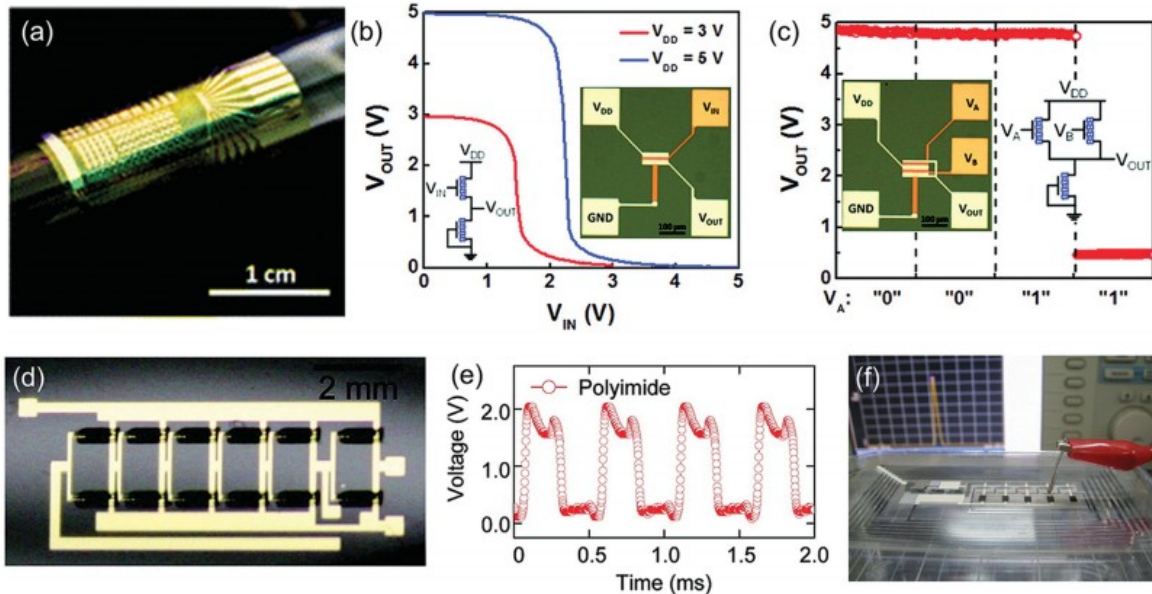 (a)
1 cm
(b)
V_OUT (V)
5
4
3
2
1
0
0 1 2 3 4 5
V_IN (V)
V_DD = 3 V
V_DD = 5 V
V_DD
V_IN
V_OUT
V_DD
V_IN
GND
V_OUT
100 µm
(c)
V_OUT (V)
5
4
3
2
1
0
V_DD
V_A
V_B
GND
V_OUT
100 µm
V_DD
V_A
V_B
V_OUT
V_A: "0" "0" "1" "1"
(d)
2 mm
(e)
Polyimide
Voltage (V)
2.0
1.0
0.0
0 0.5 1.0 1.5 2.0
Time (ms)
(f)